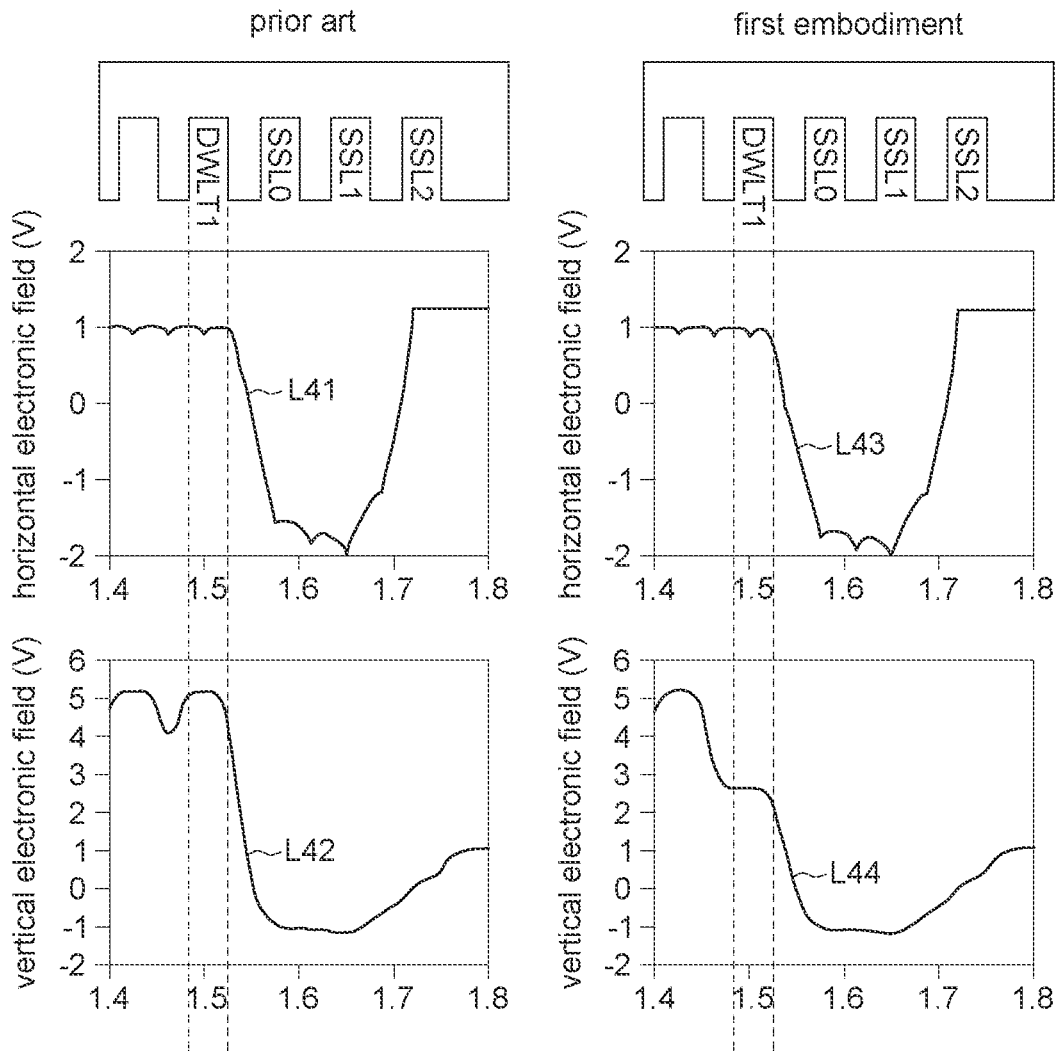 prior art
first embodiment
DWLT1
SSL0
SSL1
SSL2
DWLT1
SSL0
SSL1
SSL2
horizontal electronic field (V)
2
1
0
-1
-2
L41
1.4 1.5 1.6 1.7 1.8
horizontal electronic field (V)
2
1
0
-1
-2
L43
1.4 1.5 1.6 1.7 1.8
vertical electronic field (V)
6
5
4
3
2
1
0
-1
-2
L42
1.4 1.5 1.6 1.7 1.8
vertical electronic field (V)
6
5
4
3
2
1
0
-1
-2
L44
1.4 1.5 1.6 1.7 1.8